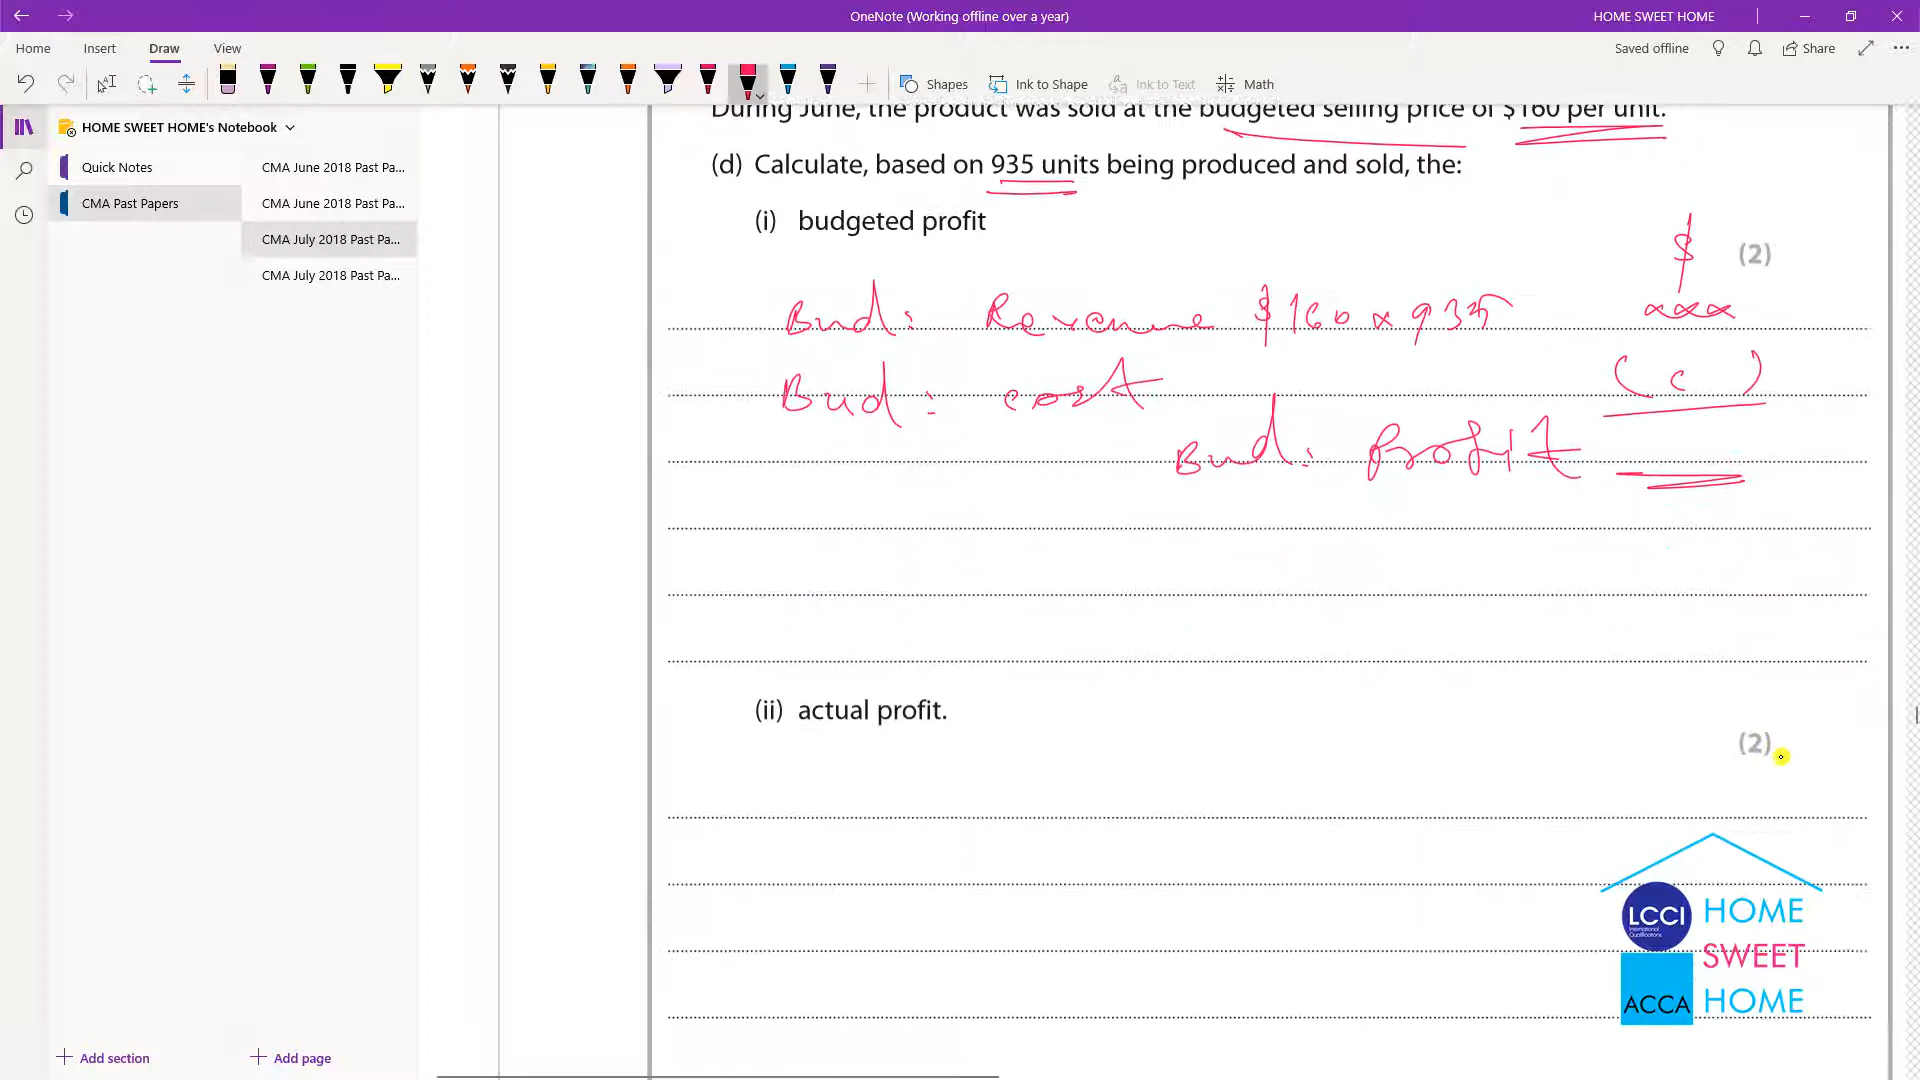 OneNote (Working offline over a year)
HOME SWEET HOME
Home Insert Draw View
Saved offline
Share
Shapes
Ink to Shape
Ink to Text
Math
HOME SWEET HOME's Notebook
Quick Notes
CMA Past Papers
CMA June 2018 Past Pa...
CMA June 2018 Past Pa...
CMA July 2018 Past Pa...
CMA July 2018 Past Pa...
Add section
Add page
During June, the product was sold at the budgeted selling price of $160 per unit.
(d) Calculate, based on 935 units being produced and sold, the:
(i) budgeted profit
(2)
$
Bud: Revenue $160 x 935 xxx
Bud: cost ( c )
Bud: Profit
(ii) actual profit.
(2)
LCCI
International
Qualifications
ACCA
HOME
SWEET
HOME